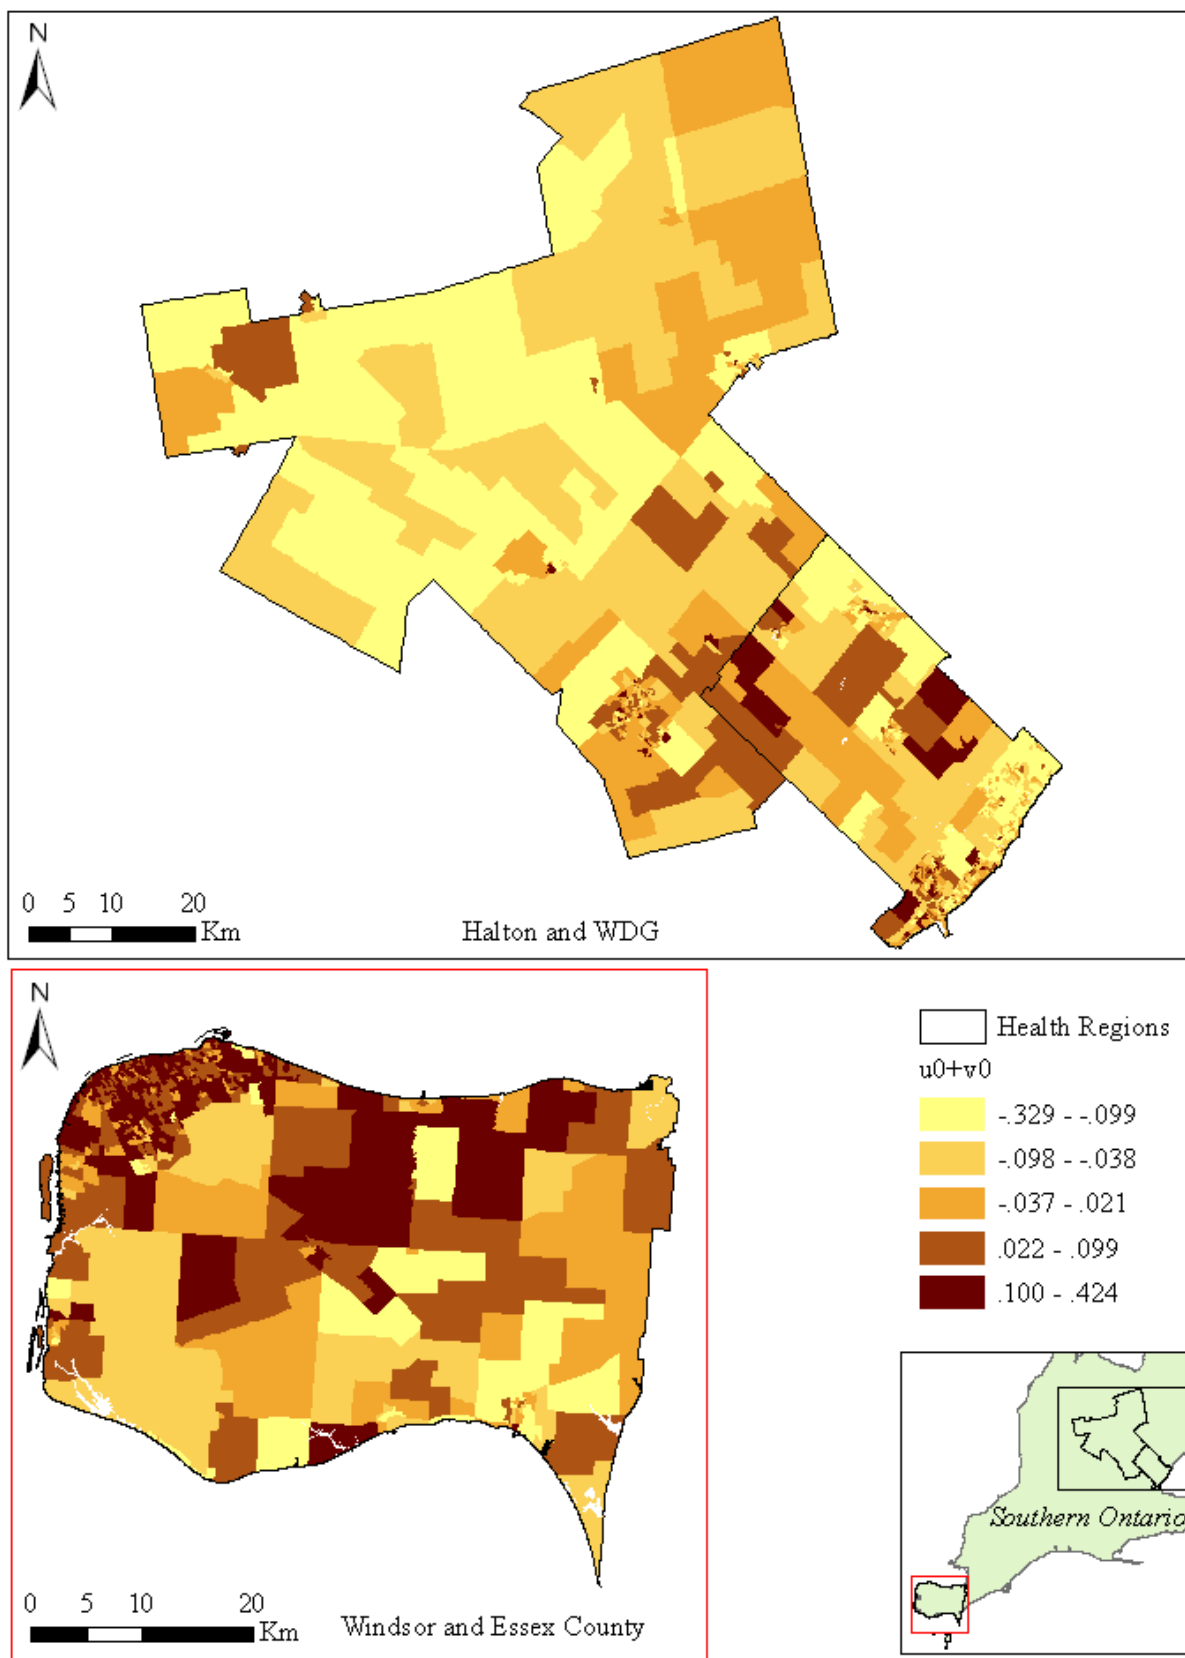 N
0 5 10 20
Km
Halton and WDG
N
0 5 10 20
Km
Windsor and Essex County
Health Regions
u0+v0
-.329 - -.099
-.098 - -.038
-.037 - .021
.022 - .099
.100 - .424
Southern Ontario